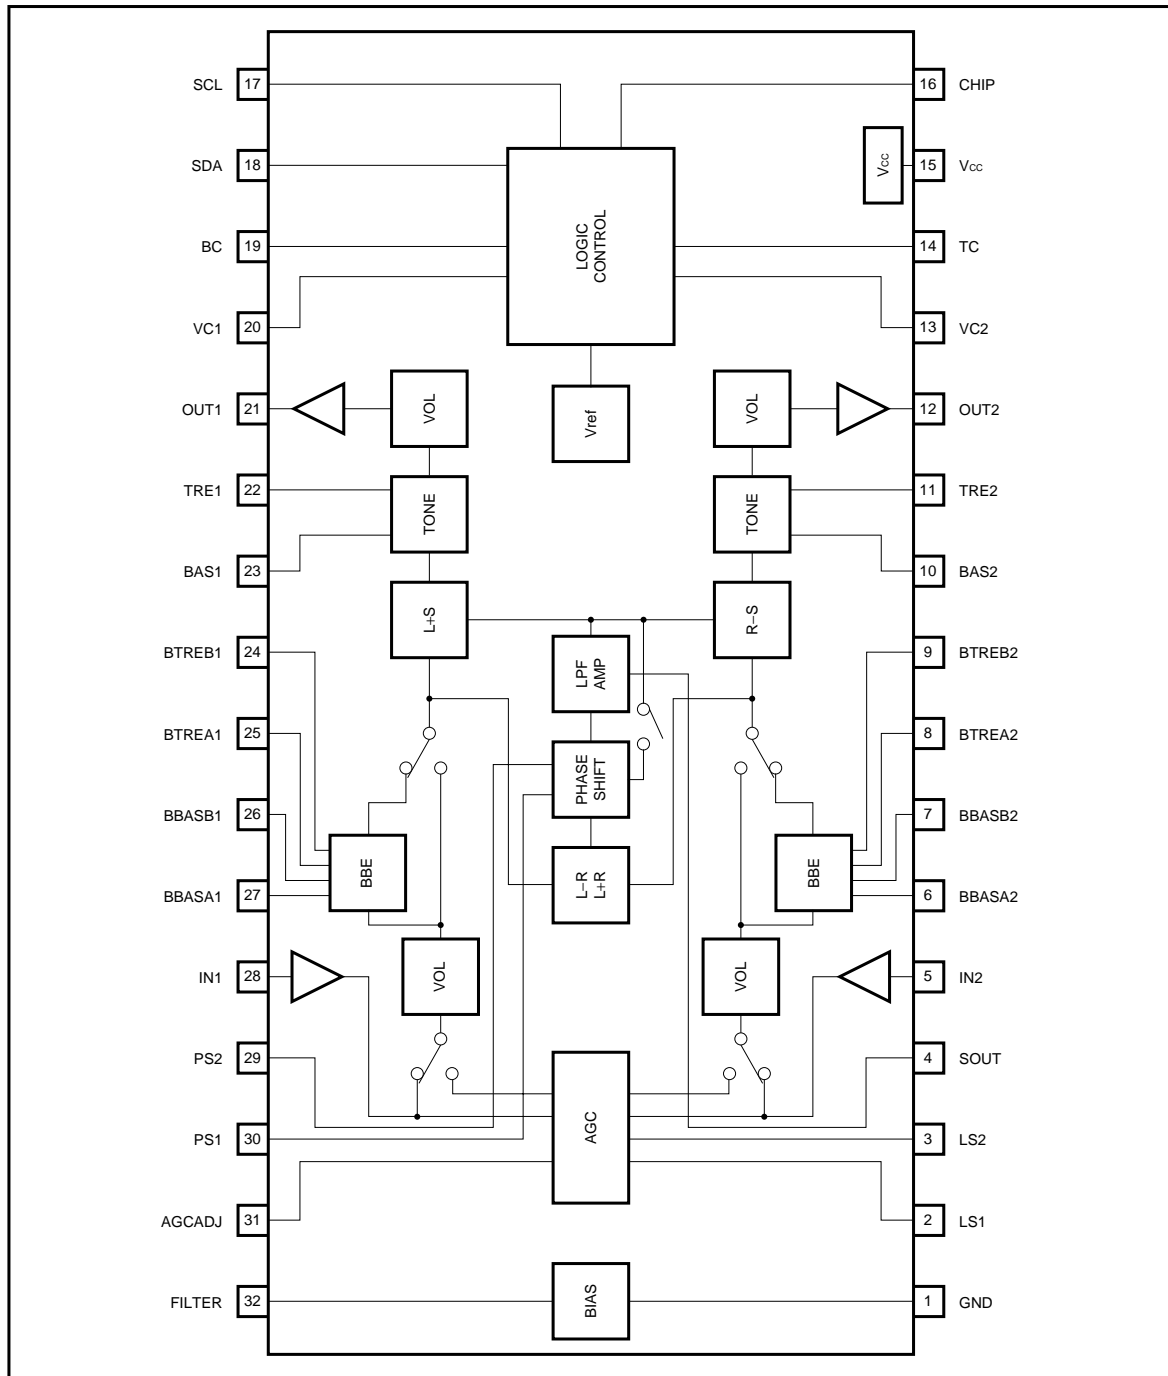 SCL 17 16 CHIP
Vcc
SDA 18 15 Vcc
LOGIC
CONTROL
BC 19 14 TC
VC1 20 13 VC2
OUT1 21 VOL Vref VOL 12 OUT2
TRE1 22 11 TRE2
TONE TONE
BAS1 23 10 BAS2
L+S R−S
BTREB1 24 9 BTREB2
LPF
AMP
BTREA1 25 8 BTREA2
PHASE
SHIFT
BBASB1 26 7 BBASB2
BBE L−R
L+R BBE
BBASA1 27 6 BBASA2
IN1 28 VOL VOL 5 IN2
PS2 29 4 SOUT
AGC
PS1 30 3 LS2
AGCADJ 31 2 LS1
FILTER 32 BIAS 1 GND